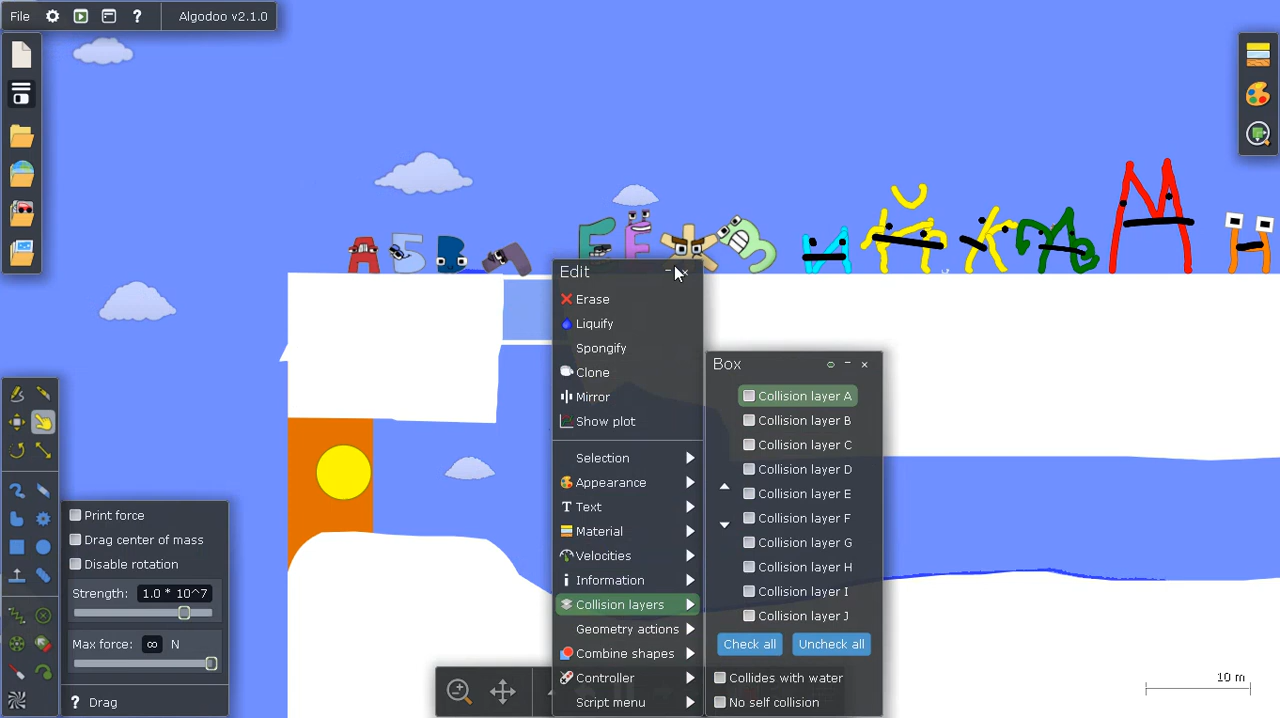 File ? Algodoo v2.1.0
А Б В Г Е Ё Ж З И Й К Л М Н
Edit
Erase
Liquify
Spongify
Clone
Mirror
Show plot
Selection
Appearance
T Text
Material
Velocities
i Information
Collision layers
Geometry actions
Combine shapes
Controller
Script menu
Box
Collision layer A
Collision layer B
Collision layer C
Collision layer D
Collision layer E
Collision layer F
Collision layer G
Collision layer H
Collision layer I
Collision layer J
Check all Uncheck all
Collides with water
No self collision
Print force
Drag center of mass
Disable rotation
Strength: 1.0 * 10^7
Max force: ∞ N
? Drag
10 m